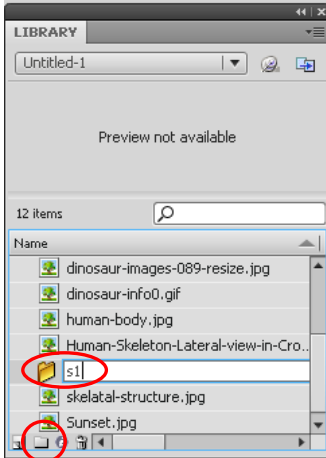 LIBRARY
Untitled-1
Preview not available
12 items
Name
dinosaur-images-089-resize.jpg
dinosaur-info0.gif
human-body.jpg
Human-Skeleton-Lateral-view-in-Cro...
s1
skelatal-structure.jpg
Sunset.jpg